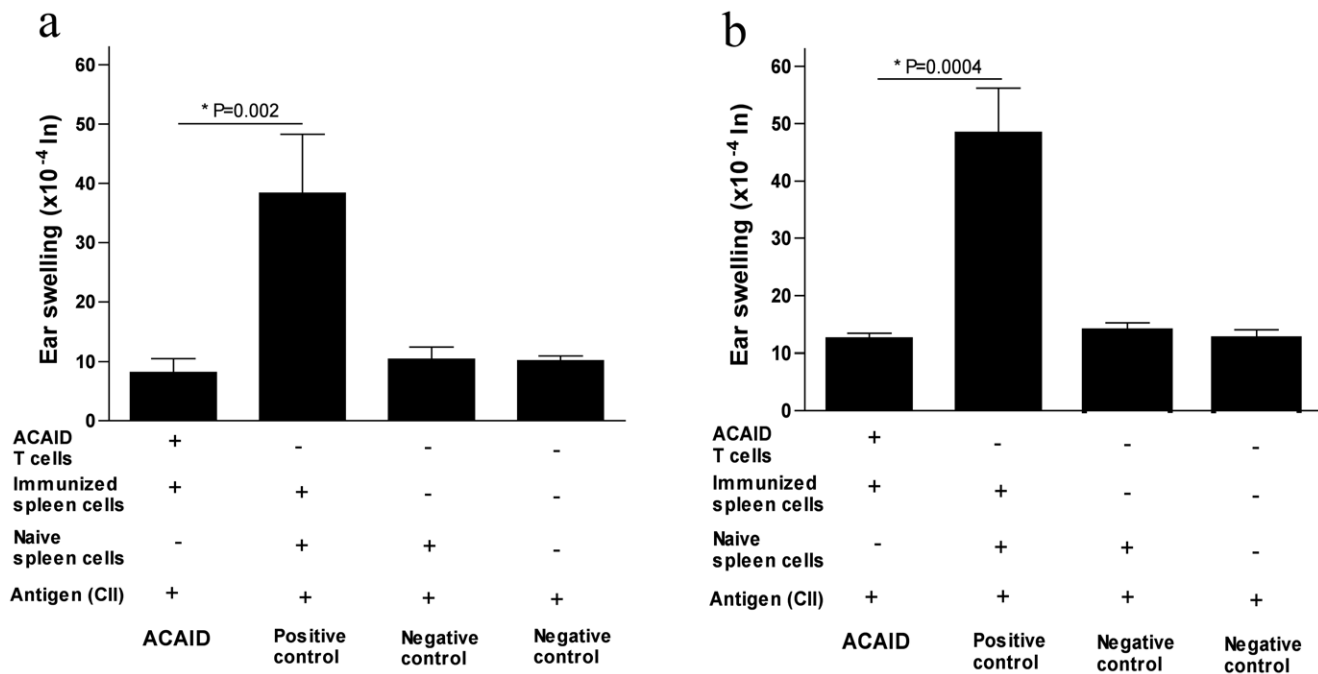 a
Ear swelling (x10⁻⁴ In)
60
50
40
30
20
10
0
* P=0.002
ACAID
T cells
+ - - -
Immunized
spleen cells
+ + - -
Naive
spleen cells
- + + -
Antigen (CII) + + + +
ACAID
Positive
control
Negative
control
Negative
control
b
Ear swelling (x10⁻⁴ In)
60
50
40
30
20
10
0
* P=0.0004
ACAID
T cells
+ - - -
Immunized
spleen cells
+ + - -
Naive
spleen cells
- + + -
Antigen (CII) + + + +
ACAID
Positive
control
Negative
control
Negative
control